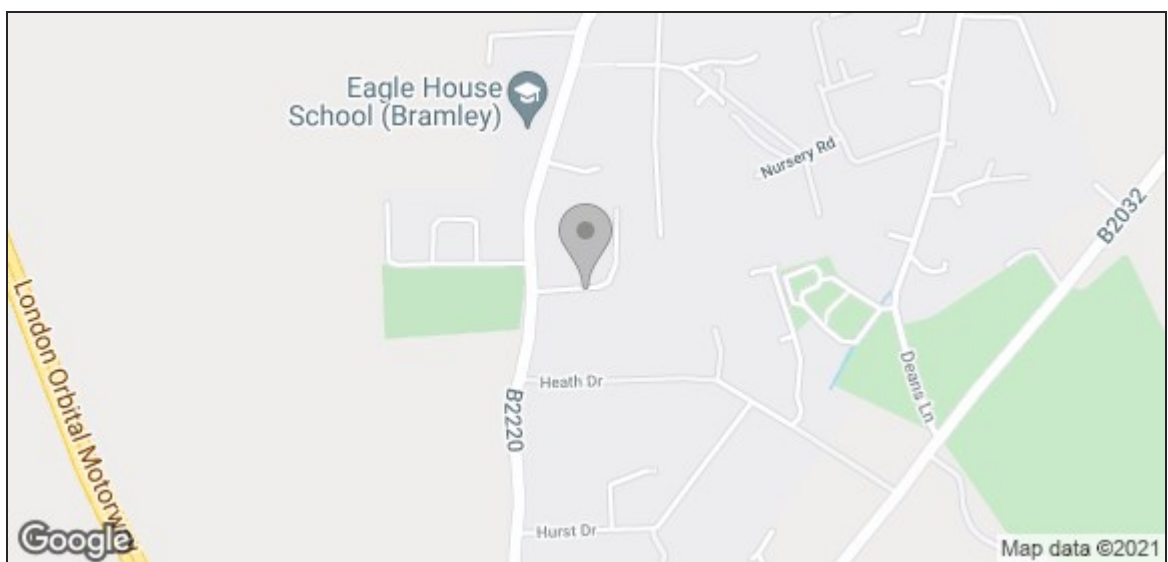 Eagle House
School (Bramley)
Nursery Rd
B2032
London Orbital Motorway
Heath Dr
Deans Ln
B2220
Hurst Dr
Google
Map data ©2021